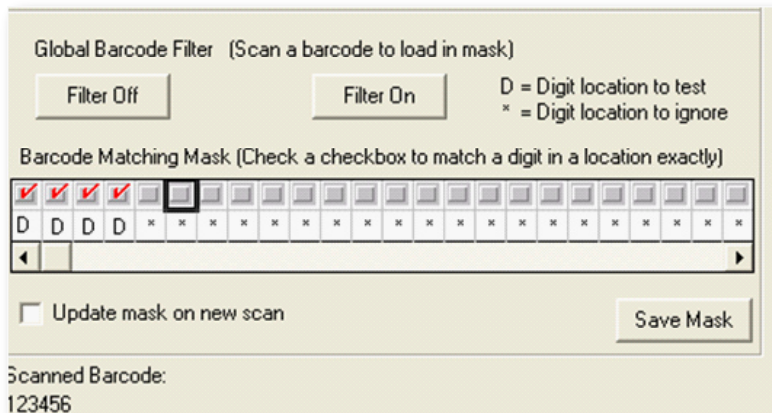 Global Barcode Filter (Scan a barcode to load in mask)
Filter Off Filter On D = Digit location to test
* = Digit location to ignore
Barcode Matching Mask (Check a checkbox to match a digit in a location exactly)
D D D D * * * * * * * * * * * * * * *
Update mask on new scan
Save Mask
Scanned Barcode:
123456